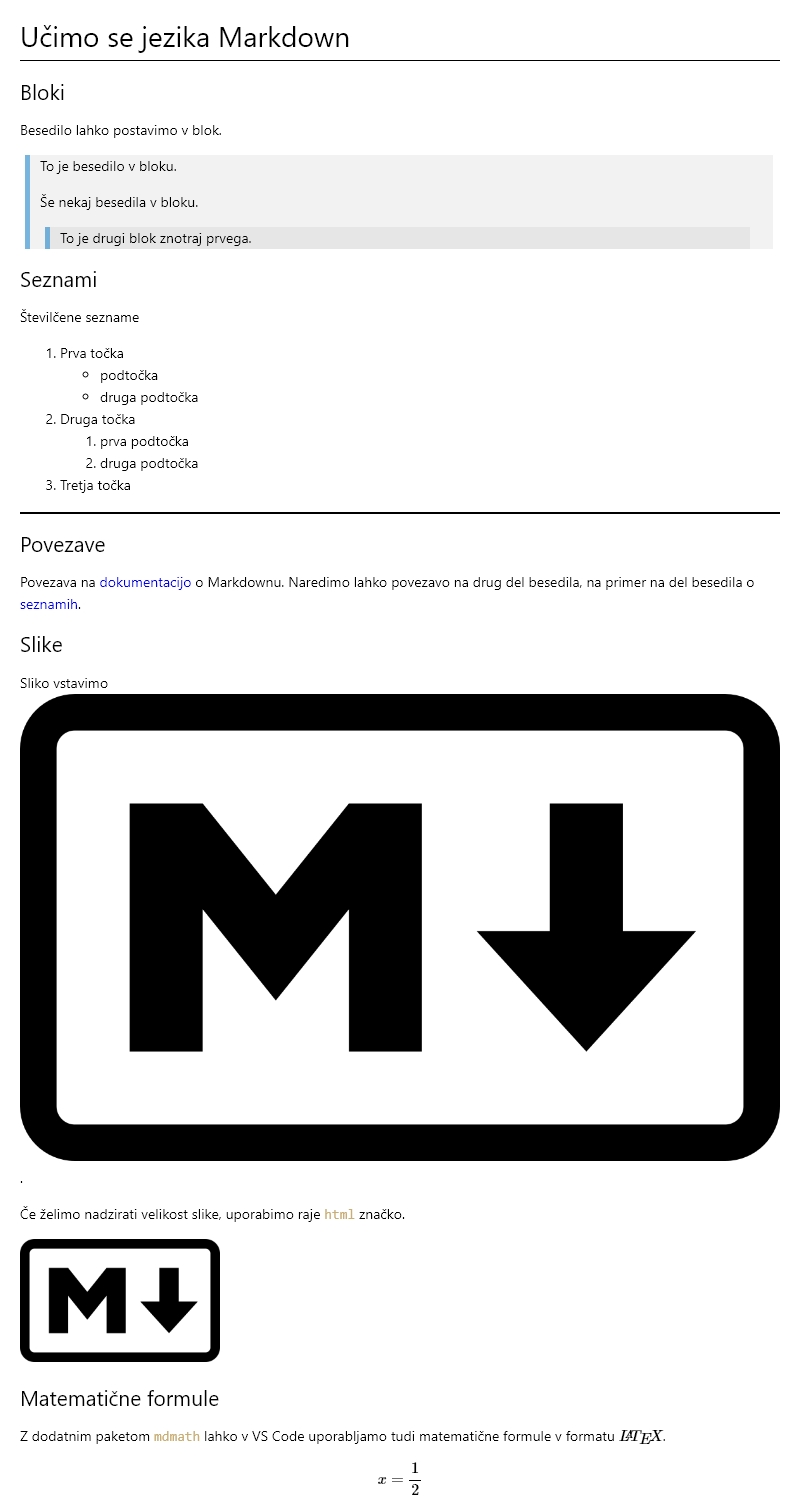 Učimo se jezika Markdown
Bloki
Besedilo lahko postavimo v blok.
To je besedilo v bloku.
Še nekaj besedila v bloku.
To je drugi blok znotraj prvega.
Seznami
Številčene sezname
1. Prva točka
○ podtočka
○ druga podtočka
2. Druga točka
1. prva podtočka
2. druga podtočka
3. Tretja točka
Povezave
Povezava na dokumentacijo o Markdownu. Naredimo lahko povezavo na drug del besedila, na primer na del besedila o
seznamih.
Slike
Sliko vstavimo
M
.
Če želimo nadzirati velikost slike, uporabimo raje html značko.
M
Matematične formule
Z dodatnim paketom mdmath lahko v VS Code uporabljamo tudi matematične formule v formatu LATEX.
x = 1/2